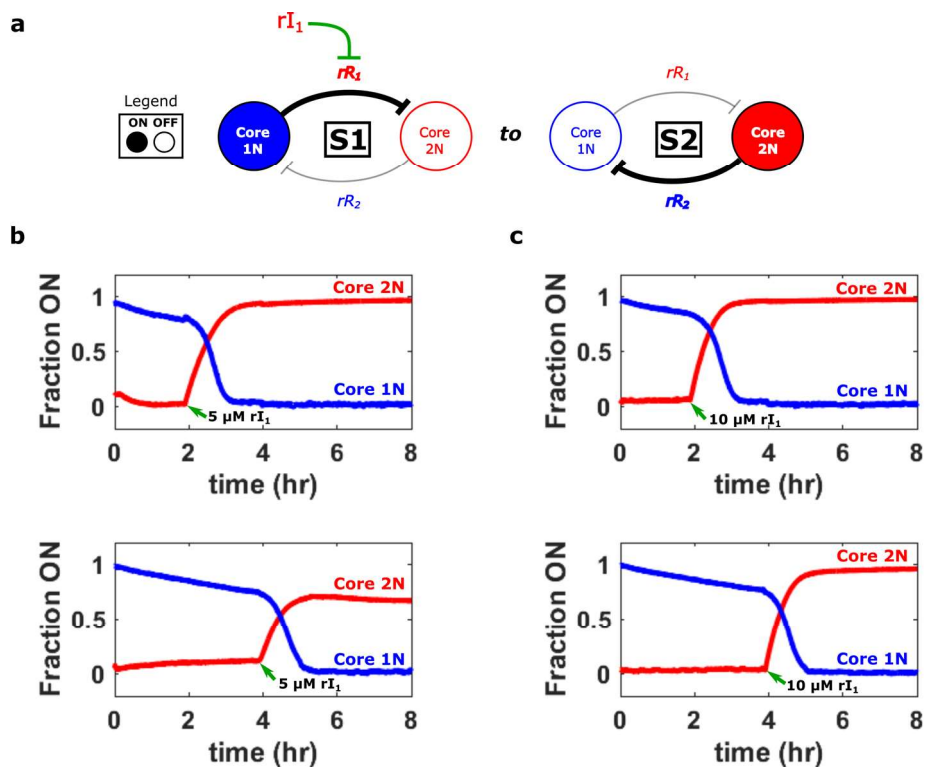 a
rI₁
rR₁
rR₁
Legend
ON OFF
Core 1N
S1
Core 2N
to
Core 1N
S2
Core 2N
rR₂
rR₂
b
c
Fraction ON
1
0.5
0
Core 2N
Core 1N
5 µM rI₁
0 2 4 6 8
time (hr)
Fraction ON
1
0.5
0
Core 2N
Core 1N
10 µM rI₁
0 2 4 6 8
time (hr)
Fraction ON
1
0.5
0
Core 2N
Core 1N
5 µM rI₁
0 2 4 6 8
time (hr)
Fraction ON
1
0.5
0
Core 2N
Core 1N
10 µM rI₁
0 2 4 6 8
time (hr)